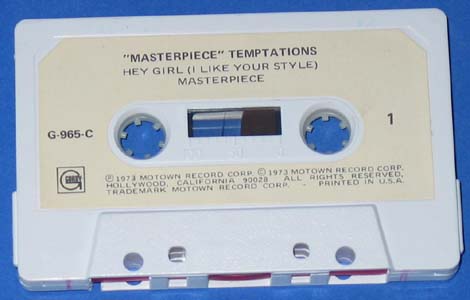 "MASTERPIECE" TEMPTATIONS
HEY GIRL (I LIKE YOUR STYLE)
MASTERPIECE
G-965-C
1
Ⓟ 1973 MOTOWN RECORD CORP. © 1973 MOTOWN RECORD CORP.
HOLLYWOOD, CALIFORNIA 90028 ALL RIGHTS RESERVED,
TRADEMARK MOTOWN RECORD CORP. - PRINTED IN U.S.A.